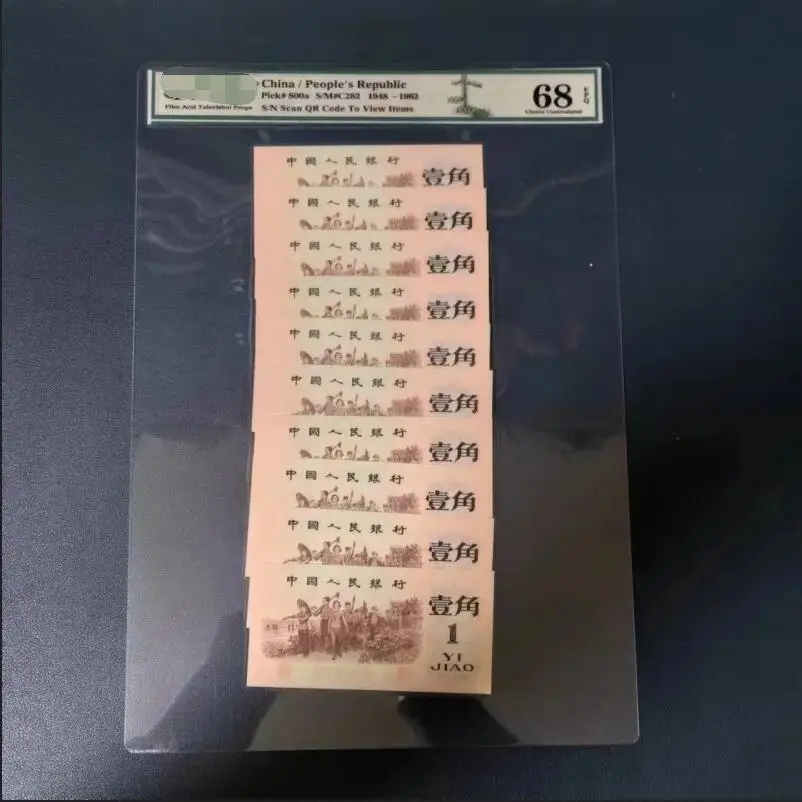 China / People's Republic
Pick# 800a S/M#C282 1948 - 1962
Film And Television Props
S/N Scan QR Code To View Items
68 EPQ
Choice Uncirculated
中國人民銀行
壹角
中國人民銀行
壹角
中國人民銀行
壹角
中國人民銀行
壹角
中國人民銀行
壹角
中國人民銀行
壹角
中國人民銀行
壹角
中國人民銀行
壹角
中國人民銀行
壹角
中國人民銀行
壹角
1
YI
JIAO